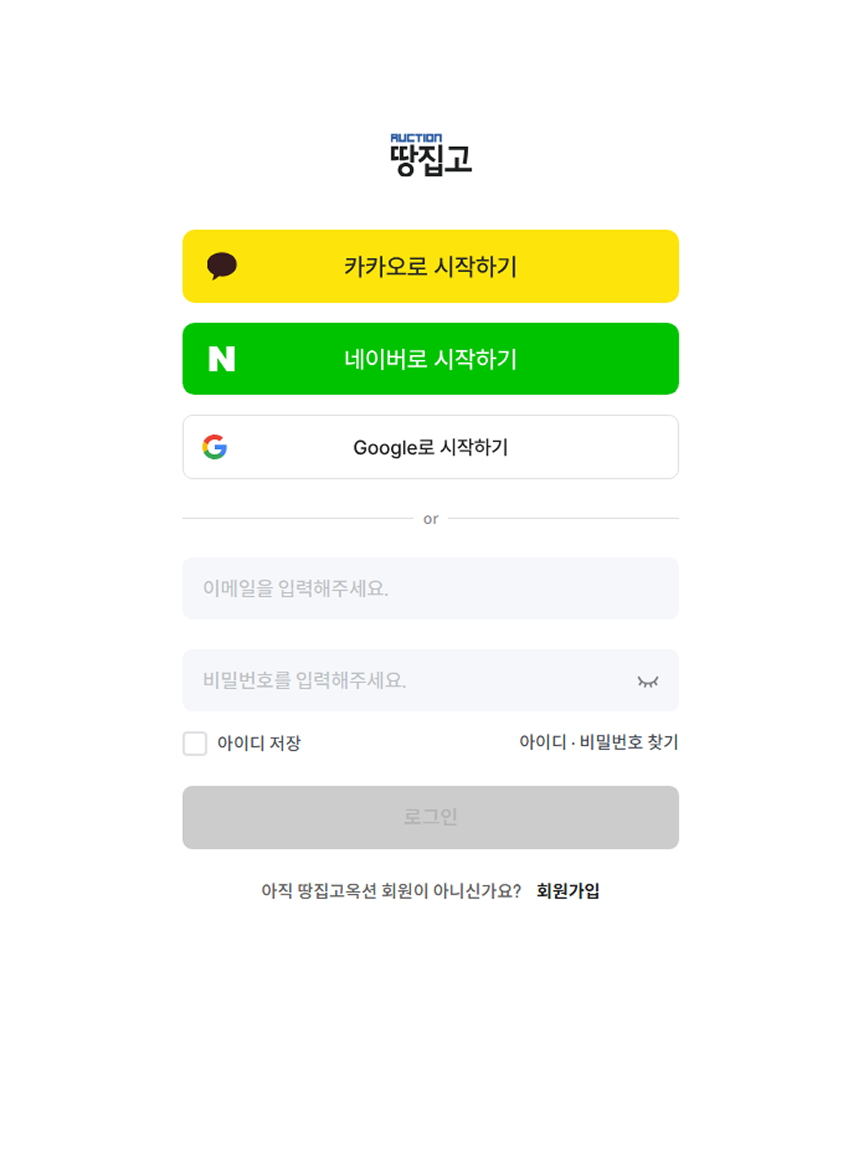 AUCTION
땅집고
카카오로 시작하기
N 네이버로 시작하기
G Google로 시작하기
or
이메일을 입력해주세요.
비밀번호를 입력해주세요.
아이디 저장 아이디 · 비밀번호 찾기
로그인
아직 땅집고옥션 회원이 아니신가요? 회원가입